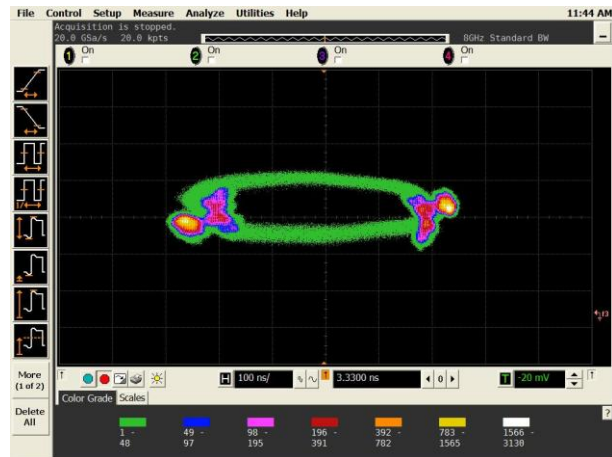 File Control Setup Measure Analyze Utilities Help 11:44 AM
Acquisition is stopped.
20.0 GSa/s 20.0 kpts 8GHz Standard BW
1 On 2 On 3 On 4 On
More
(1 of 2)
Delete
All
H 100 ns/ 3.3300 ns 0 T -20 mV
Color Grade Scales ?
1 - 49 - 98 - 196 - 392 - 783 - 1566 -
48 97 195 391 782 1565 3130